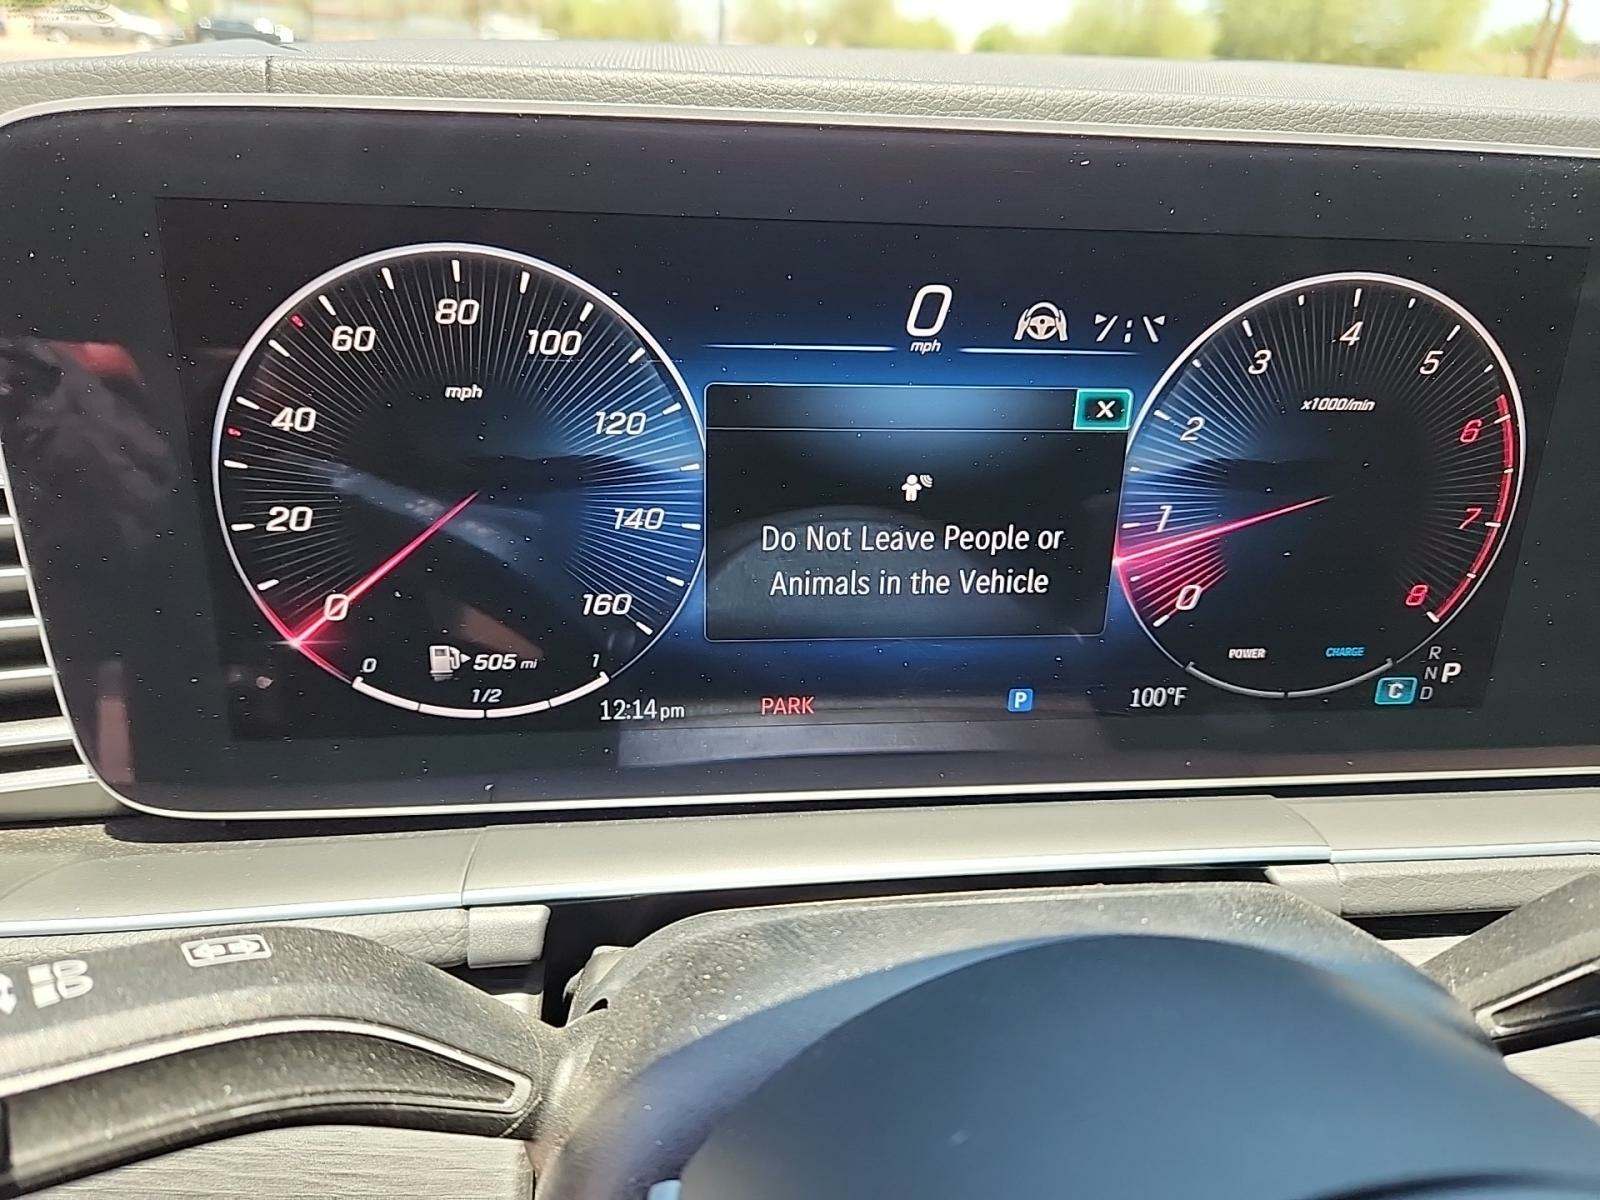 0
mph
60
80
100
mph
40
120
20
140
0
160
0
505 mi
1
1/2
12:14pm
X
Do Not Leave People or
Animals in the Vehicle
PARK
P
100°F
4
3
5
x1000/min
2
6
1
7
0
8
POWER
CHARGE
R
N P
C D